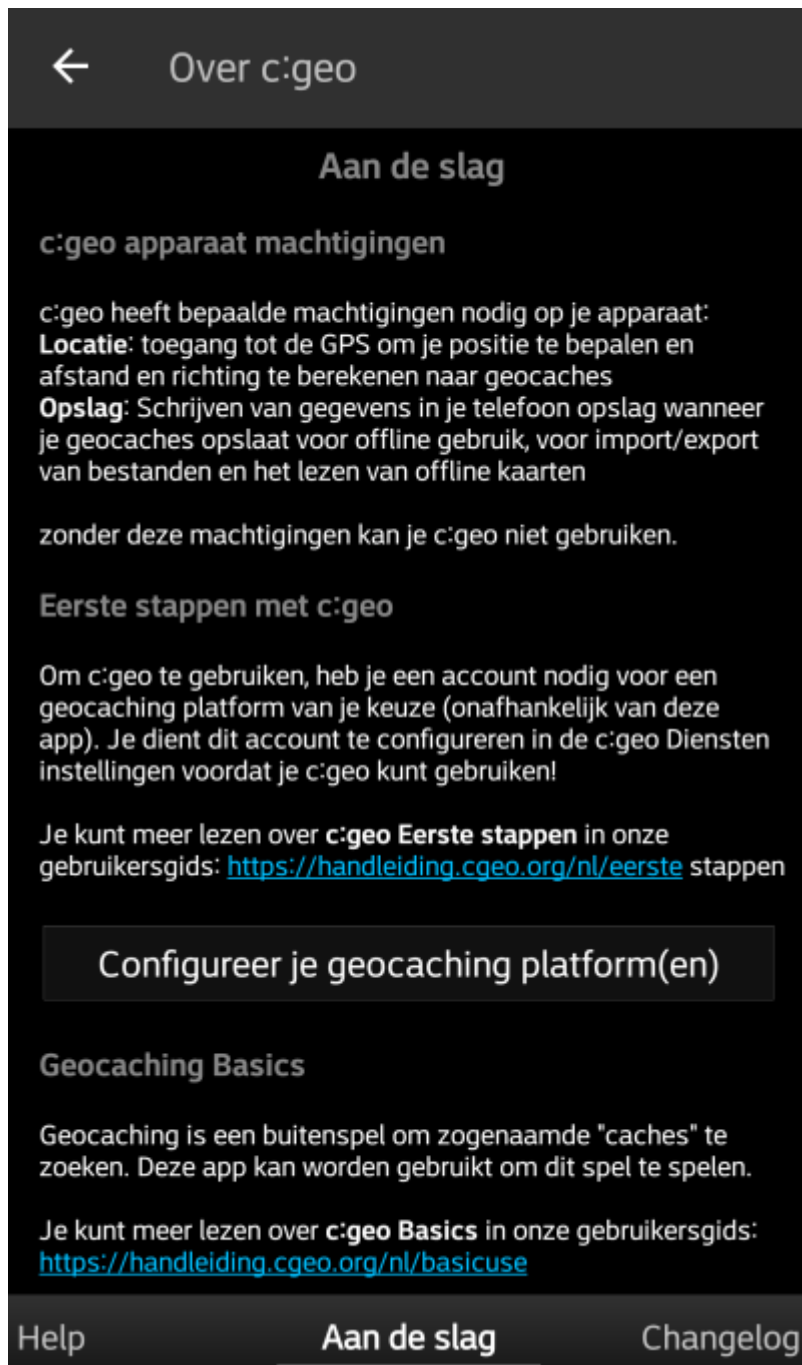 Over c:geo
Aan de slag
c:geo apparaat machtigingen
c:geo heeft bepaalde machtigingen nodig op je apparaat:
Locatie: toegang tot de GPS om je positie te bepalen en
afstand en richting te berekenen naar geocaches
Opslag: Schrijven van gegevens in je telefoon opslag wanneer
je geocaches opslaat voor offline gebruik, voor import/export
van bestanden en het lezen van offline kaarten
zonder deze machtigingen kan je c:geo niet gebruiken.
Eerste stappen met c:geo
Om c:geo te gebruiken, heb je een account nodig voor een
geocaching platform van je keuze (onafhankelijk van deze
app). Je dient dit account te configureren in de c:geo Diensten
instellingen voordat je c:geo kunt gebruiken!
Je kunt meer lezen over c:geo Eerste stappen in onze
gebruikersgids: https://handleiding.cgeo.org/nl/eerste stappen
Configureer je geocaching platform(en)
Geocaching Basics
Geocaching is een buitenspel om zogenaamde "caches" te
zoeken. Deze app kan worden gebruikt om dit spel te spelen.
Je kunt meer lezen over c:geo Basics in onze gebruikersgids:
https://handleiding.cgeo.org/nl/basicuse
Help Aan de slag Changelog